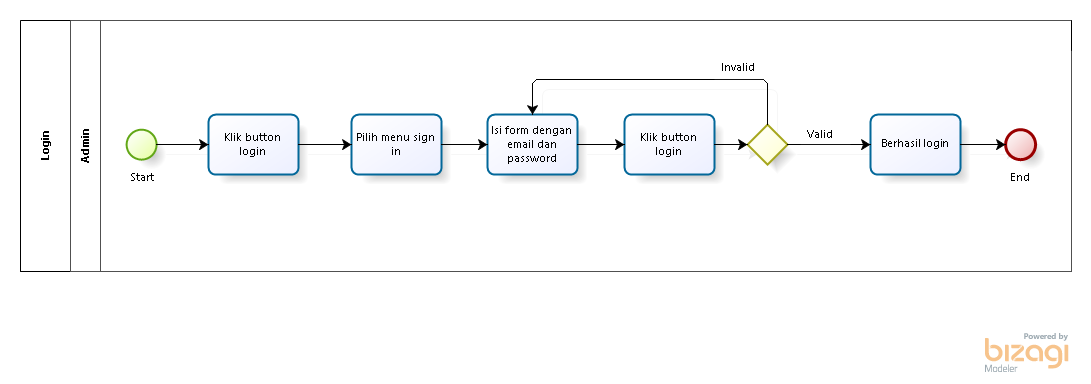 Login
Admin
Start
Klik button
login
Pilih menu sign
in
Isi form dengan
email dan
password
Klik button
login
Invalid
Valid
Berhasil login
End
Powered by
bizagi
Modeler